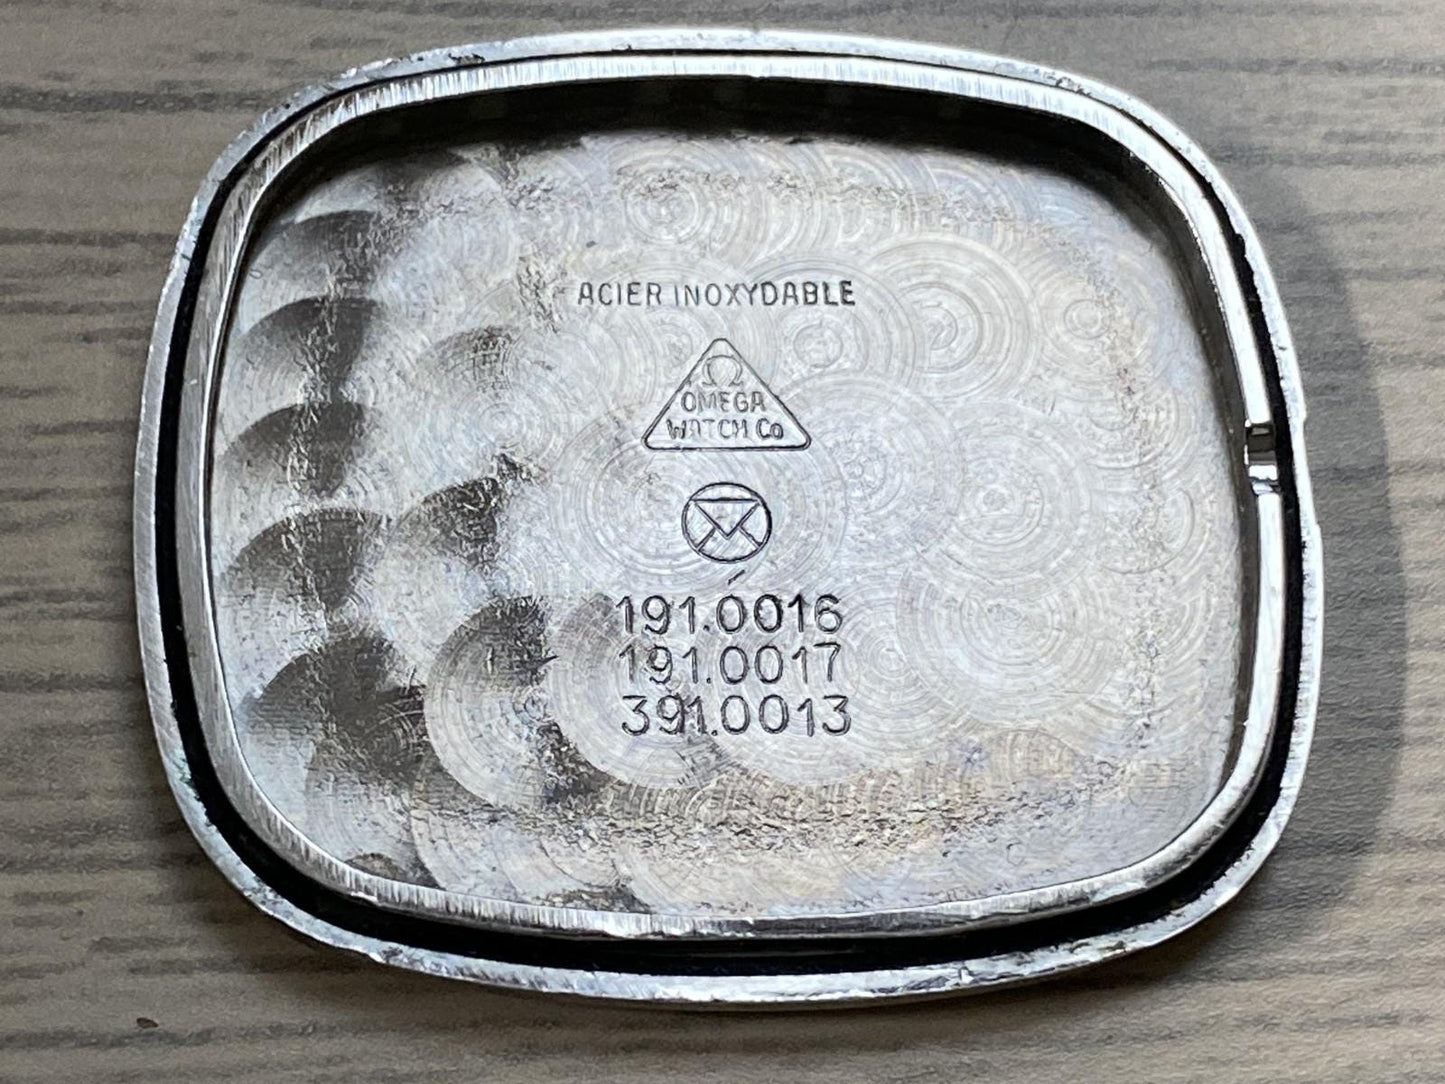 ACIER INOXYDABLE
Ω
OMEGA
WATCH Co
191.0016
191.0017
391.0013